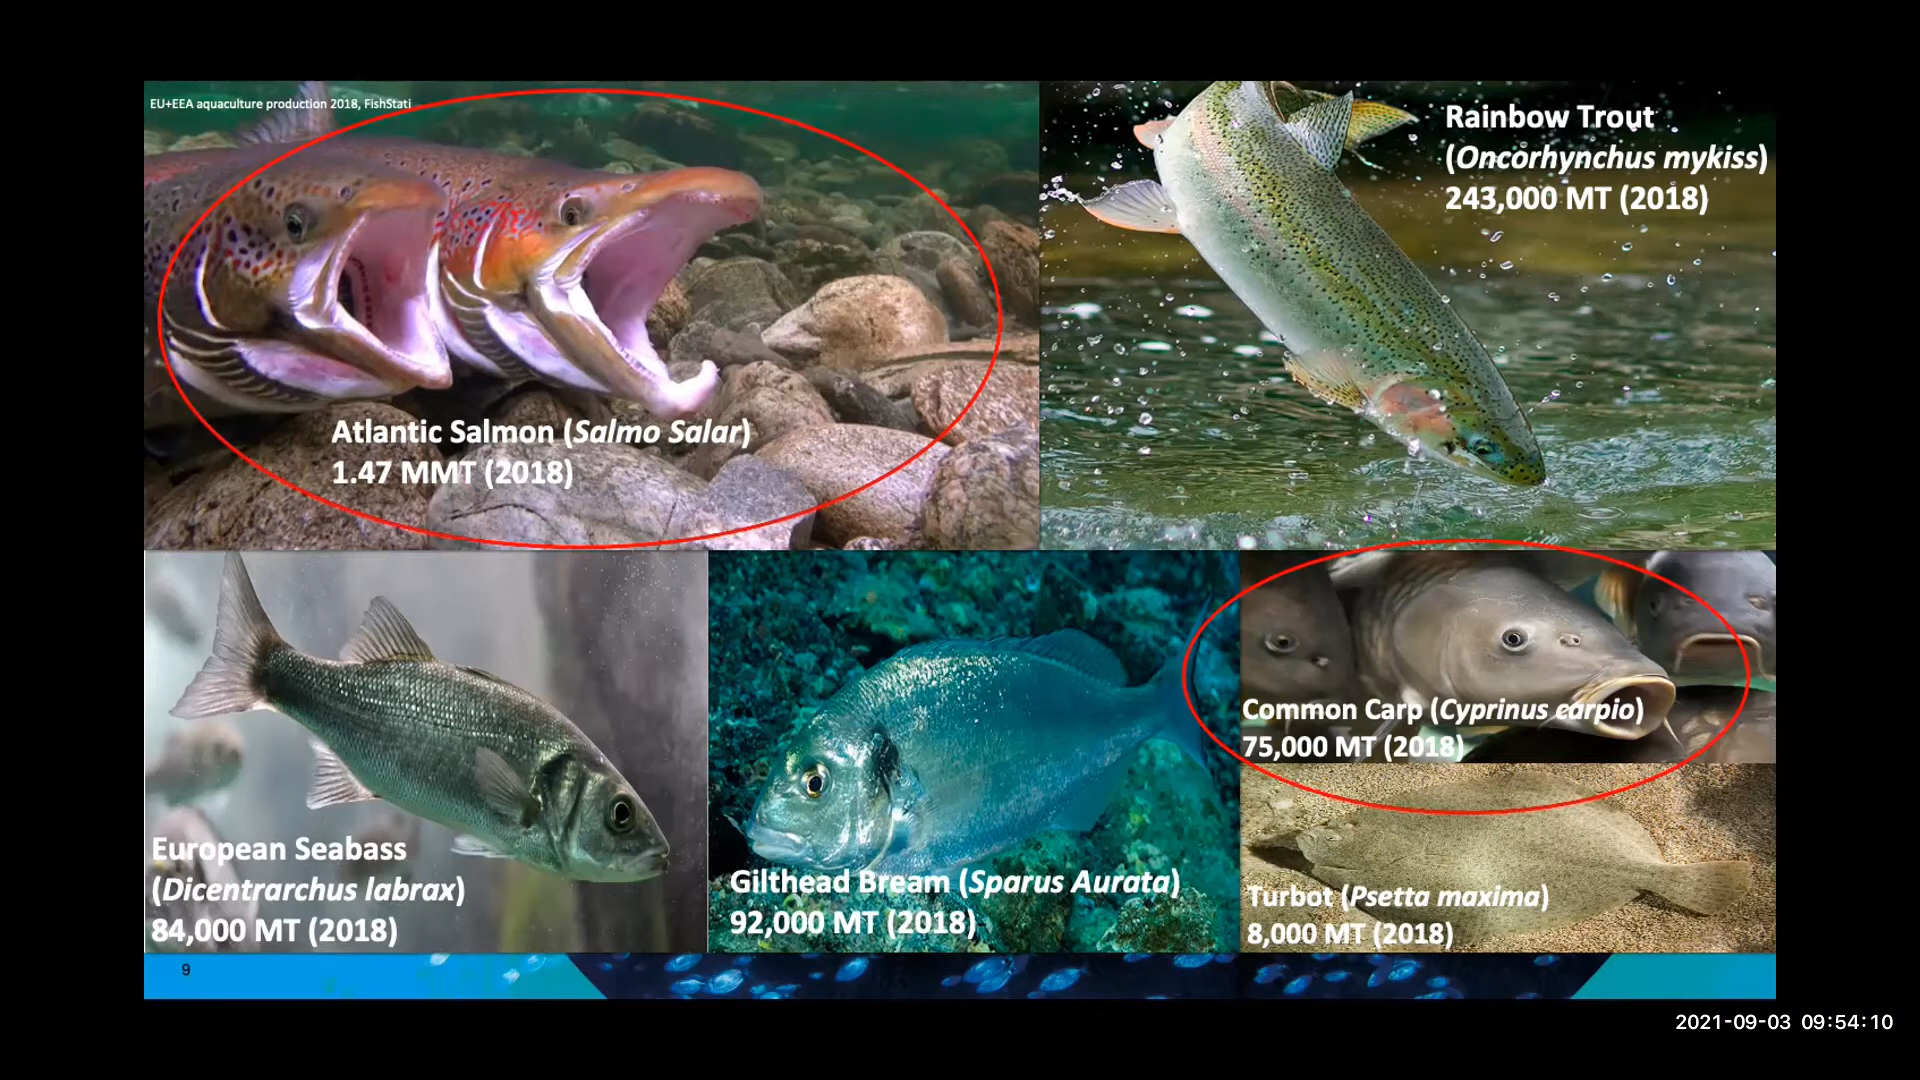 EU+EEA aquaculture production 2018, FishStati
Atlantic Salmon (Salmo Salar)
1.47 MMT (2018)
Rainbow Trout
(Oncorhynchus mykiss)
243,000 MT (2018)
European Seabass
(Dicentrarchus labrax)
84,000 MT (2018)
Gilthead Bream (Sparus Aurata)
92,000 MT (2018)
Common Carp (Cyprinus carpio)
75,000 MT (2018)
Turbot (Psetta maxima)
8,000 MT (2018)
9
2021-09-03 09:54:10